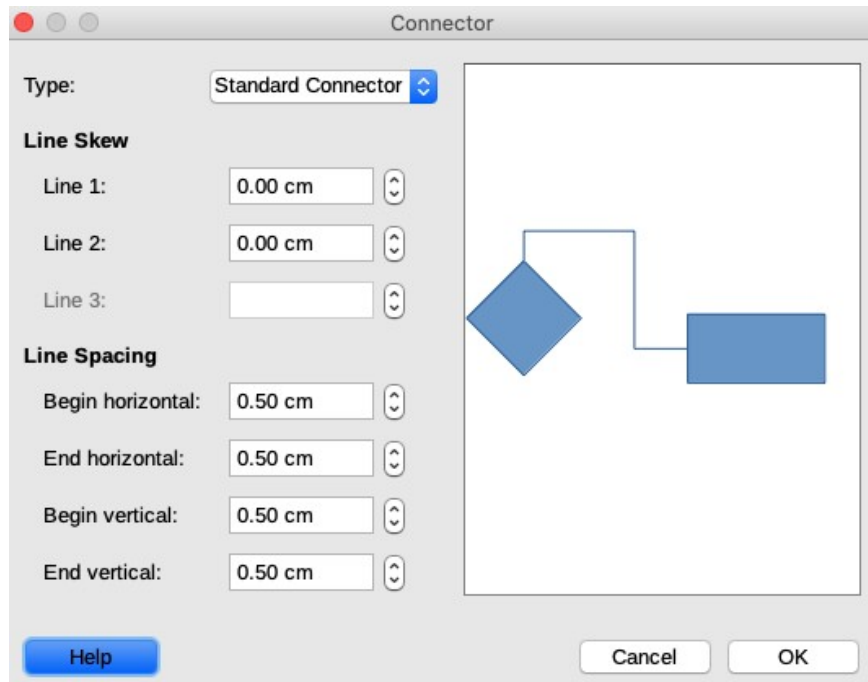 Connector
Type: Standard Connector
Line Skew
Line 1: 0.00 cm
Line 2: 0.00 cm
Line 3:
Line Spacing
Begin horizontal: 0.50 cm
End horizontal: 0.50 cm
Begin vertical: 0.50 cm
End vertical: 0.50 cm
Help Cancel OK